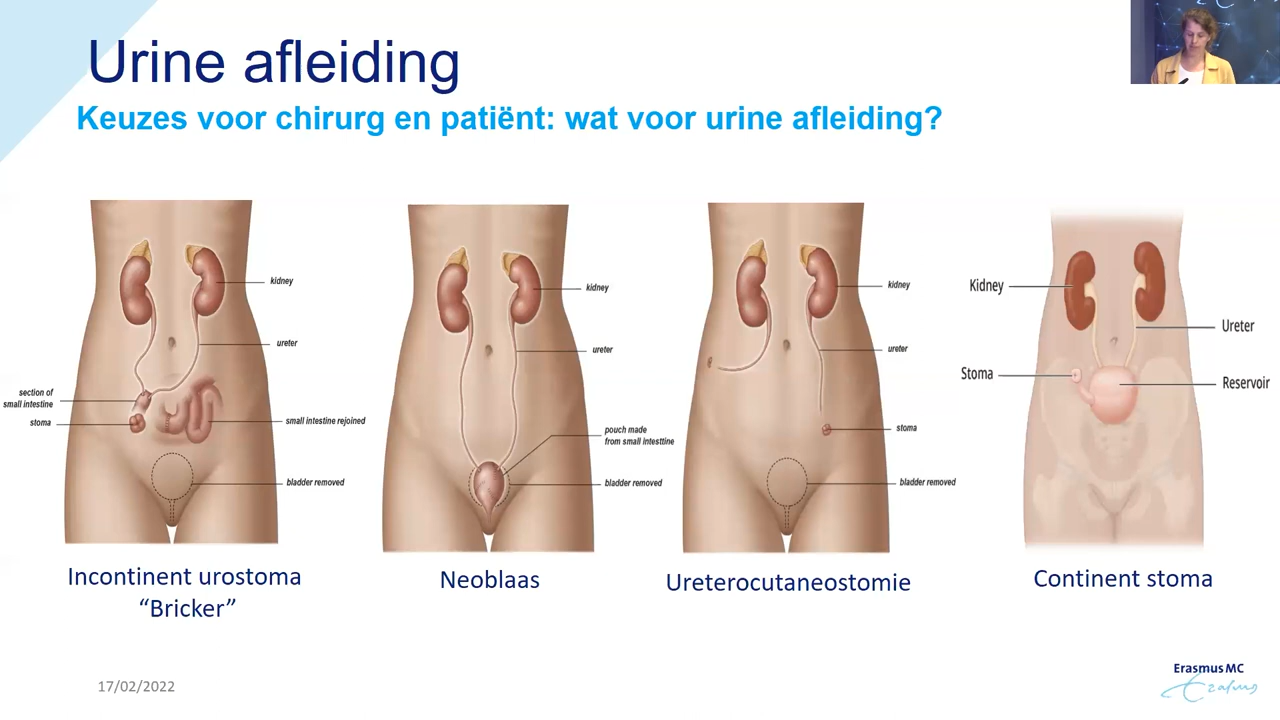 Urine afleiding
Keuzes voor chirurg en patiënt: wat voor urine afleiding?
kidney
ureter
section of
small intestine
stoma
small intestine rejoined
bladder removed
Incontinent urostoma
“Bricker”
kidney
ureter
pouch made
from small intesttine
bladder removed
Neoblaas
kidney
ureter
stoma
bladder removed
Ureterocutaneostomie
Kidney
Ureter
Stoma
Reservoir
Continent stoma
17/02/2022
Erasmus MC
Erasmus